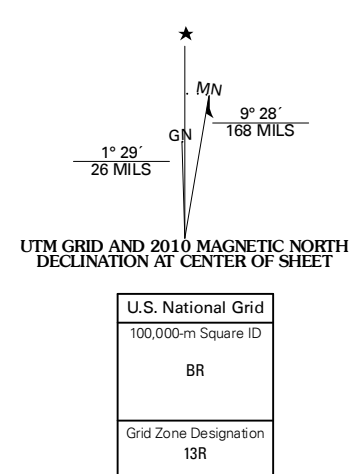 MN
9° 28´
168 MILS
GN
1° 29´
26 MILS
UTM GRID AND 2010 MAGNETIC NORTH
DECLINATION AT CENTER OF SHEET
U.S. National Grid
100,000-m Square ID
BR
Grid Zone Designation
13R